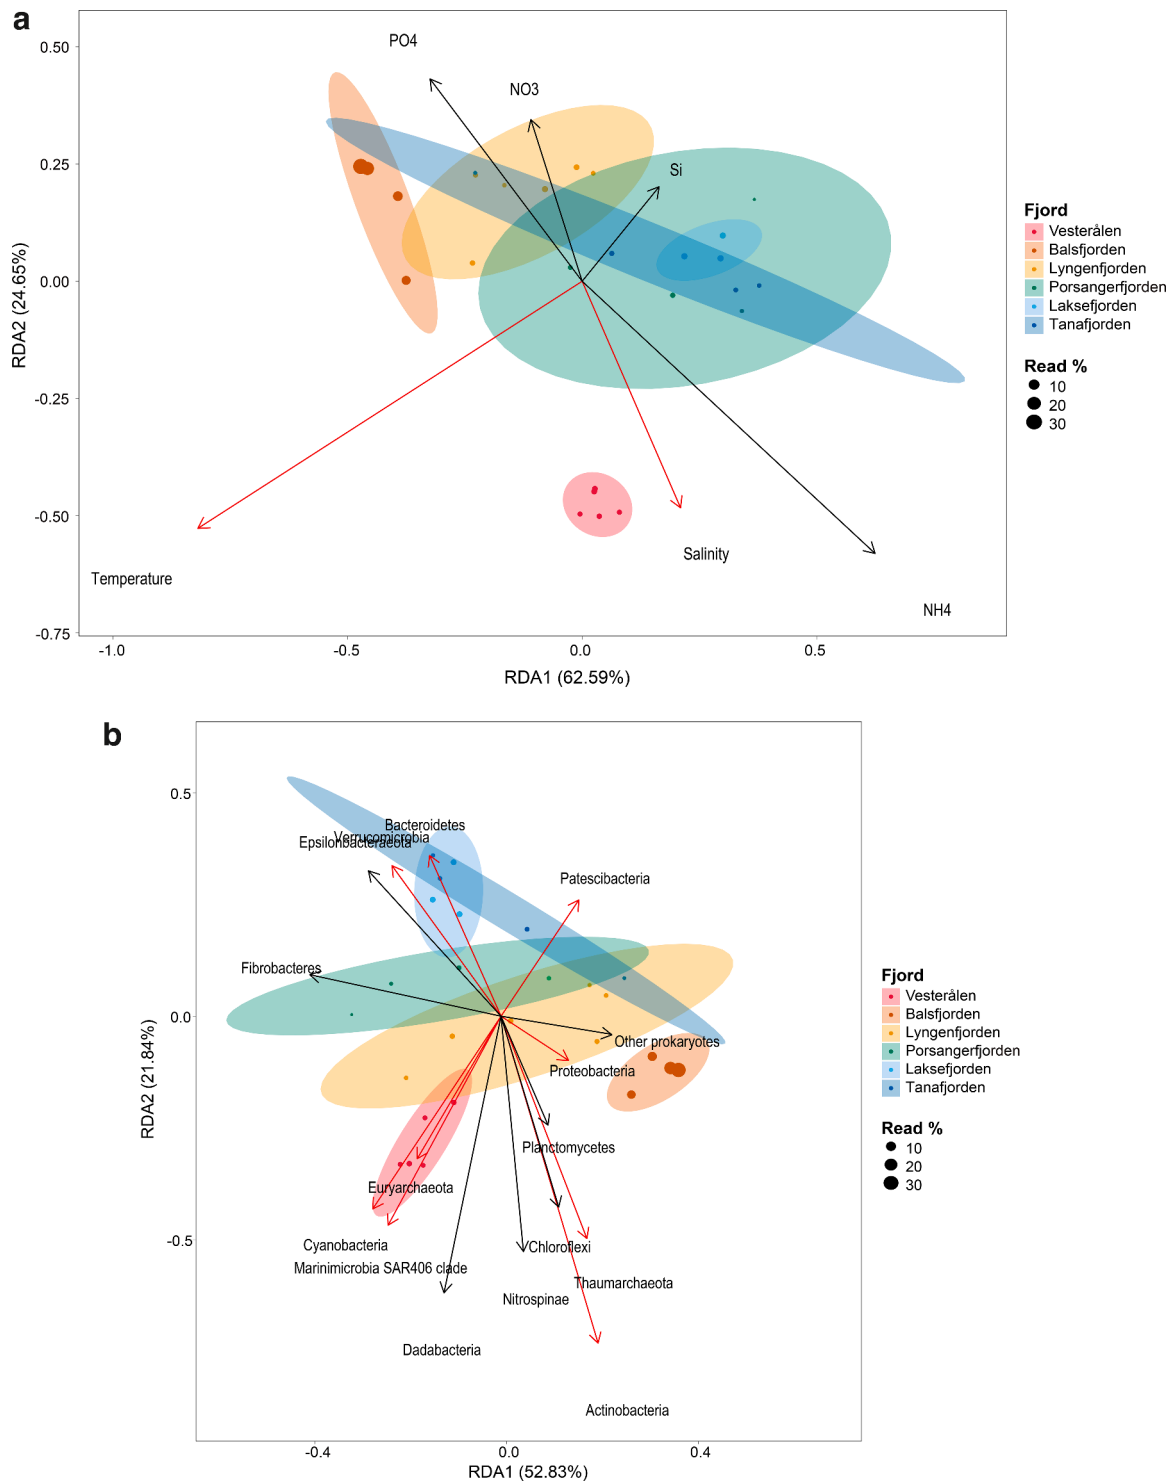 a
PO4
NO3
Si
Temperature
Salinity
NH4
0.50
0.25
0.00
-0.25
-0.50
-0.75
RDA2 (24.65%)
-1.0
-0.5
0.0
0.5
RDA1 (62.59%)
Fjord
Vesterålen
Balsfjorden
Lyngenfjorden
Porsangerfjorden
Laksefjorden
Tanafjorden
Read %
10
20
30
b
Bacteroidetes
Verrucomicrobia
Epsilonbacteraeota
Patescibacteria
Fibrobacteres
Other prokaryotes
Proteobacteria
Planctomycetes
Euryarchaeota
Cyanobacteria
Chloroflexi
Marinimicrobia SAR406 clade
Thaumarchaeota
Nitrospinae
Dadabacteria
Actinobacteria
0.5
0.0
-0.5
RDA2 (21.84%)
-0.4
0.0
0.4
RDA1 (52.83%)
Fjord
Vesterålen
Balsfjorden
Lyngenfjorden
Porsangerfjorden
Laksefjorden
Tanafjorden
Read %
10
20
30